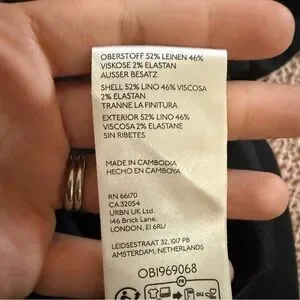 OBERSTOFF 52% LEINEN 46%
VISKOSE 2% ELASTAN
AUSSER BESATZ
SHELL 52% LINO 46% VISCOSA
2% ELASTAN
TRANNE LA FINITURA
EXTERIOR 52% LINO 46%
VISCOSA 2% ELASTANE
SIN RIBETES
MADE IN CAMBODIA
HECHO EN CAMBOYA
RN 66170
CA 32054
URBN UK Ltd.
146 Brick Lane.
LONDON, E1 6RU
LEIDSESTRAAT 32, 1017 PB
AMSTERDAM, NETHERLANDS
OB1969068
FR